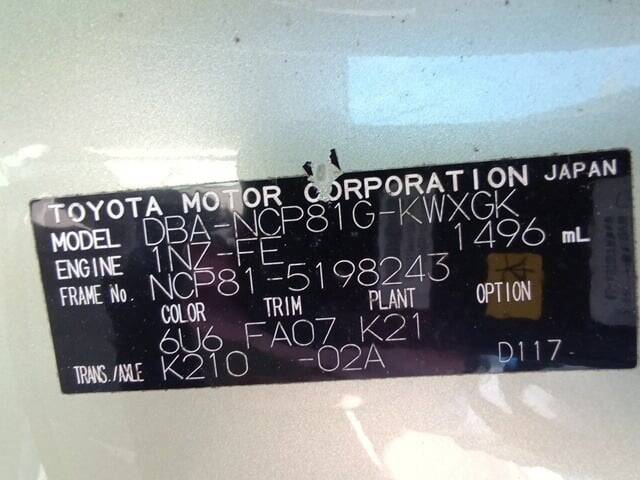 TOYOTA MOTOR CORPORATION JAPAN
MODEL DBA-NCP81G-KWXGK
ENGINE 1NZ-FE 1496 mL
FRAME No. NCP81-5198243
COLOR TRIM PLANT OPTION
6U6 FA07 K21
TRANS./AXLE K210 -02A D117-